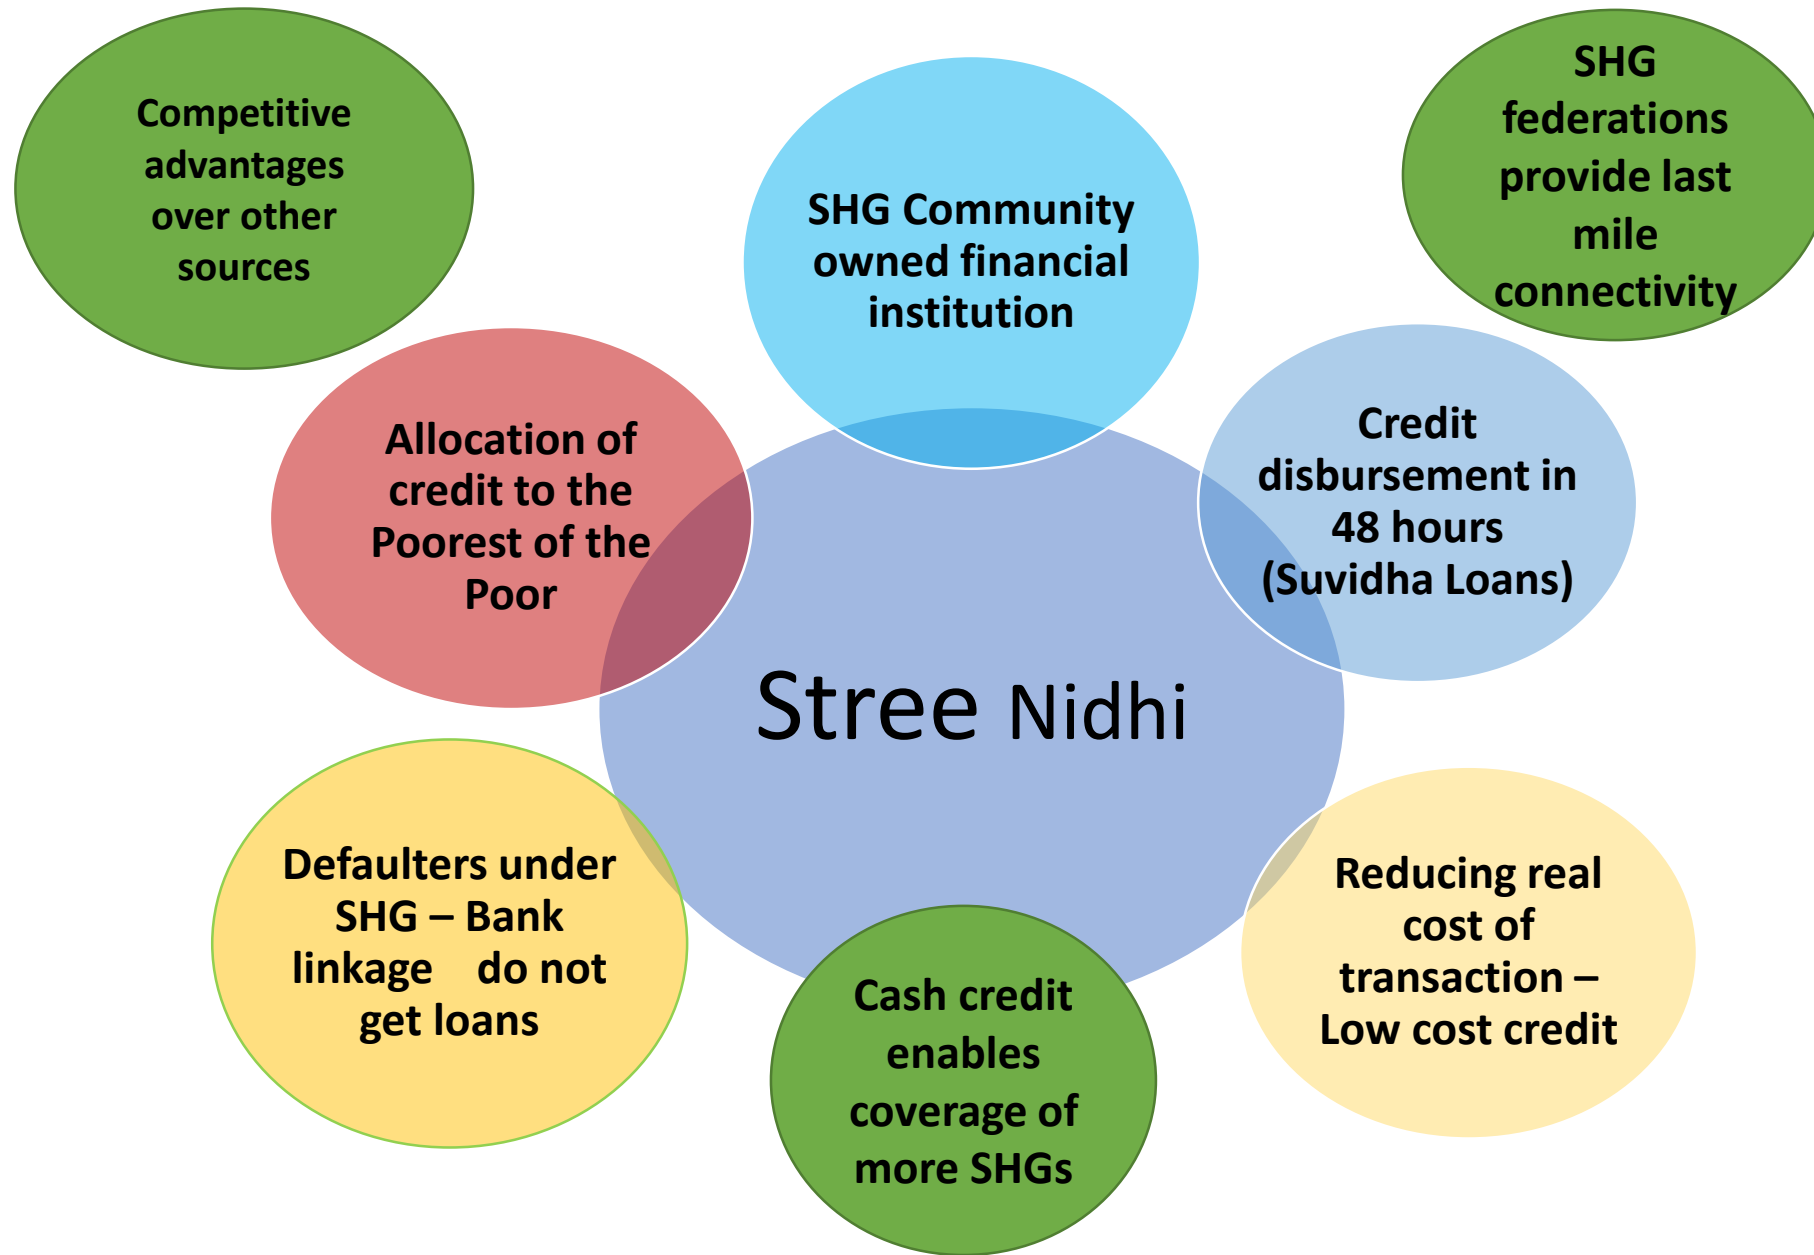 Competitive
advantages
over other
sources
SHG Community
owned financial
institution
SHG
federations
provide last
mile
connectivity
Allocation of
credit to the
Poorest of the
Poor
Credit
disbursement in
48 hours
(Suvidha Loans)
Stree Nidhi
Defaulters under
SHG – Bank
linkage do not
get loans
Cash credit
enables
coverage of
more SHGs
Reducing real
cost of
transaction –
Low cost credit